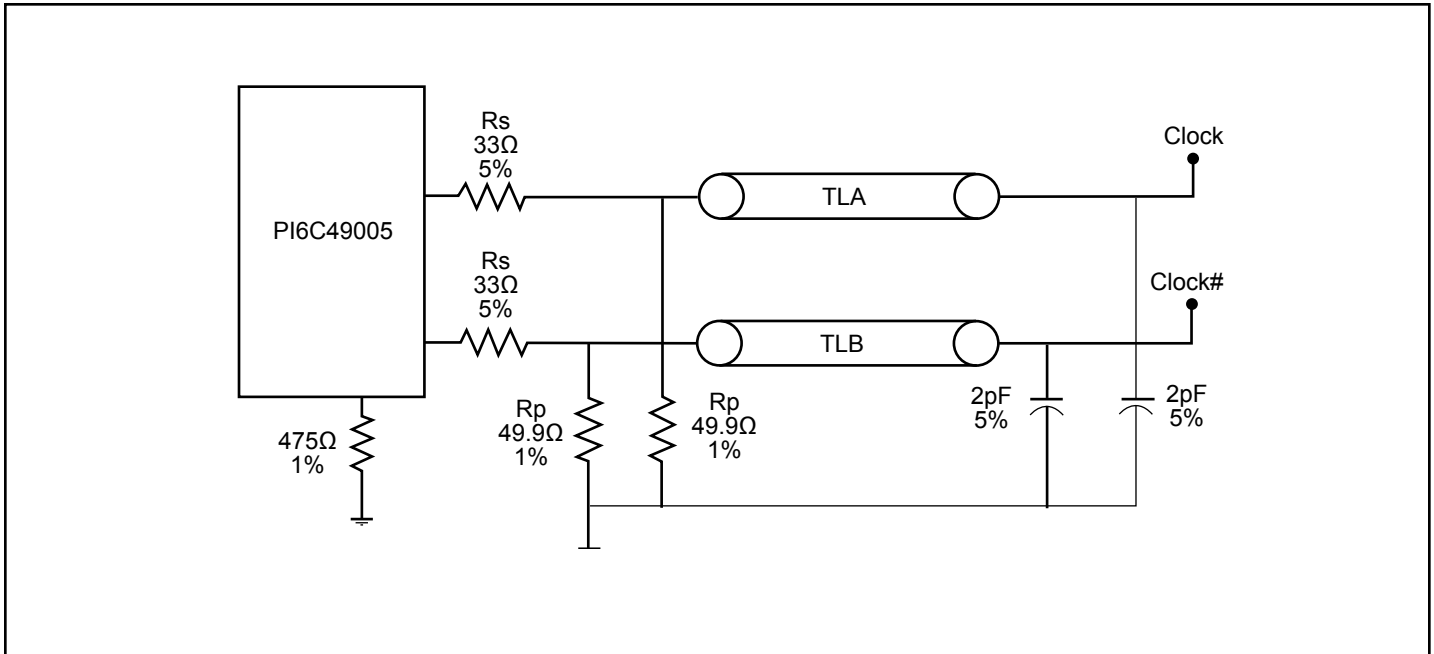 PI6C49005
Rs
33Ω
5%
Rs
33Ω
5%
TLA
TLB
Clock
Clock#
475Ω
1%
Rp
49.9Ω
1%
Rp
49.9Ω
1%
2pF
5%
2pF
5%